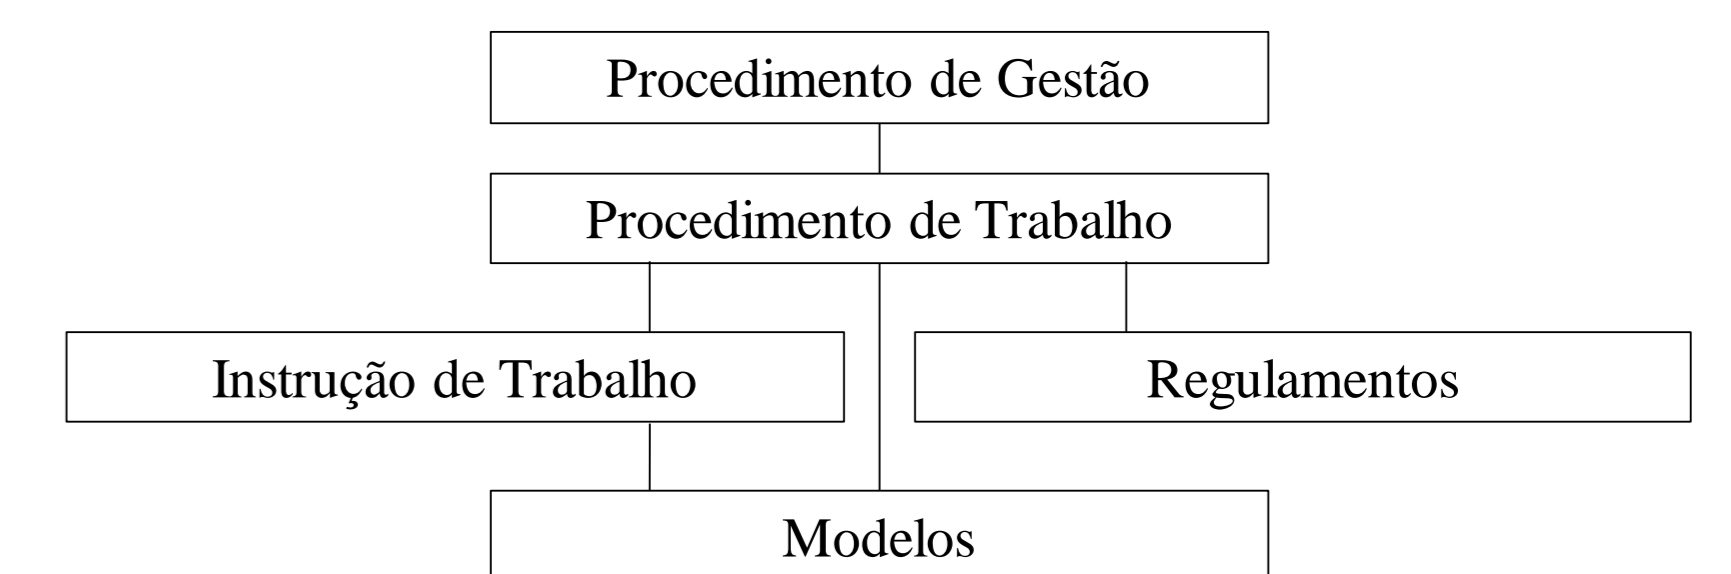 Procedimento de Gestão
Procedimento de Trabalho
Instrução de Trabalho
Regulamentos
Modelos